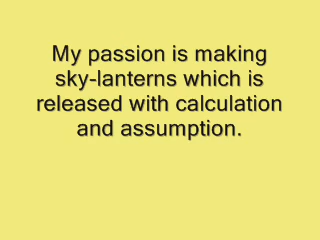 My passion is making
sky-lanterns which is
released with calculation
and assumption.